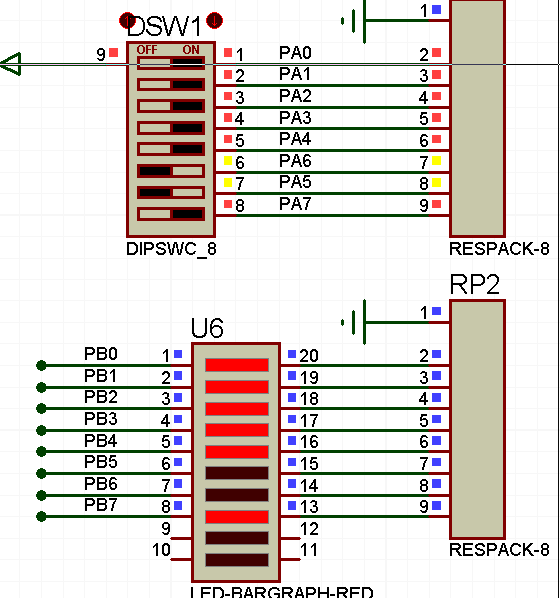 DSW1
OFF ON
1
9 1 PA0 2
2 PA1 3
3 PA2 4
4 PA3 5
5 PA4 6
6 PA6 7
7 PA5 8
8 PA7 9
DIPSWC_8 RESPACK-8
RP2
U6
1
PB0 1 20 2
PB1 2 19 3
PB2 3 18 4
PB3 4 17 5
PB4 5 16 6
PB5 6 15 7
PB6 7 14 8
PB7 8 13 9
9 12
10 11
RESPACK-8
LED-BARGRAPH-RED